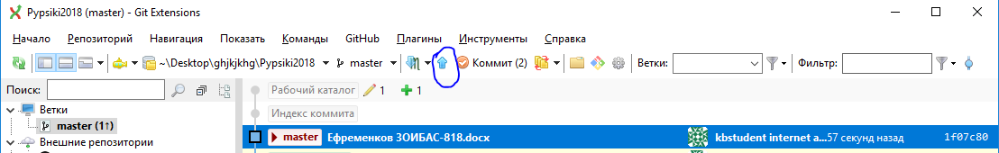 Pypsiki2018 (master) - Git Extensions
Начало Репозиторий Навигация Показать Команды GitHub Плагины Инструменты Справка
~\Desktop\ghjkjkhg\Pypsiki2018 master Коммит (2) Ветки: Фильтр:
Поиск: Рабочий каталог 1 + 1
Ветки Индекс коммита
master (1↑) master Ефременков ЗОИБАС-818.docx kbstudent internet a...57 секунд назад 1f07c80
Внешние репозитории